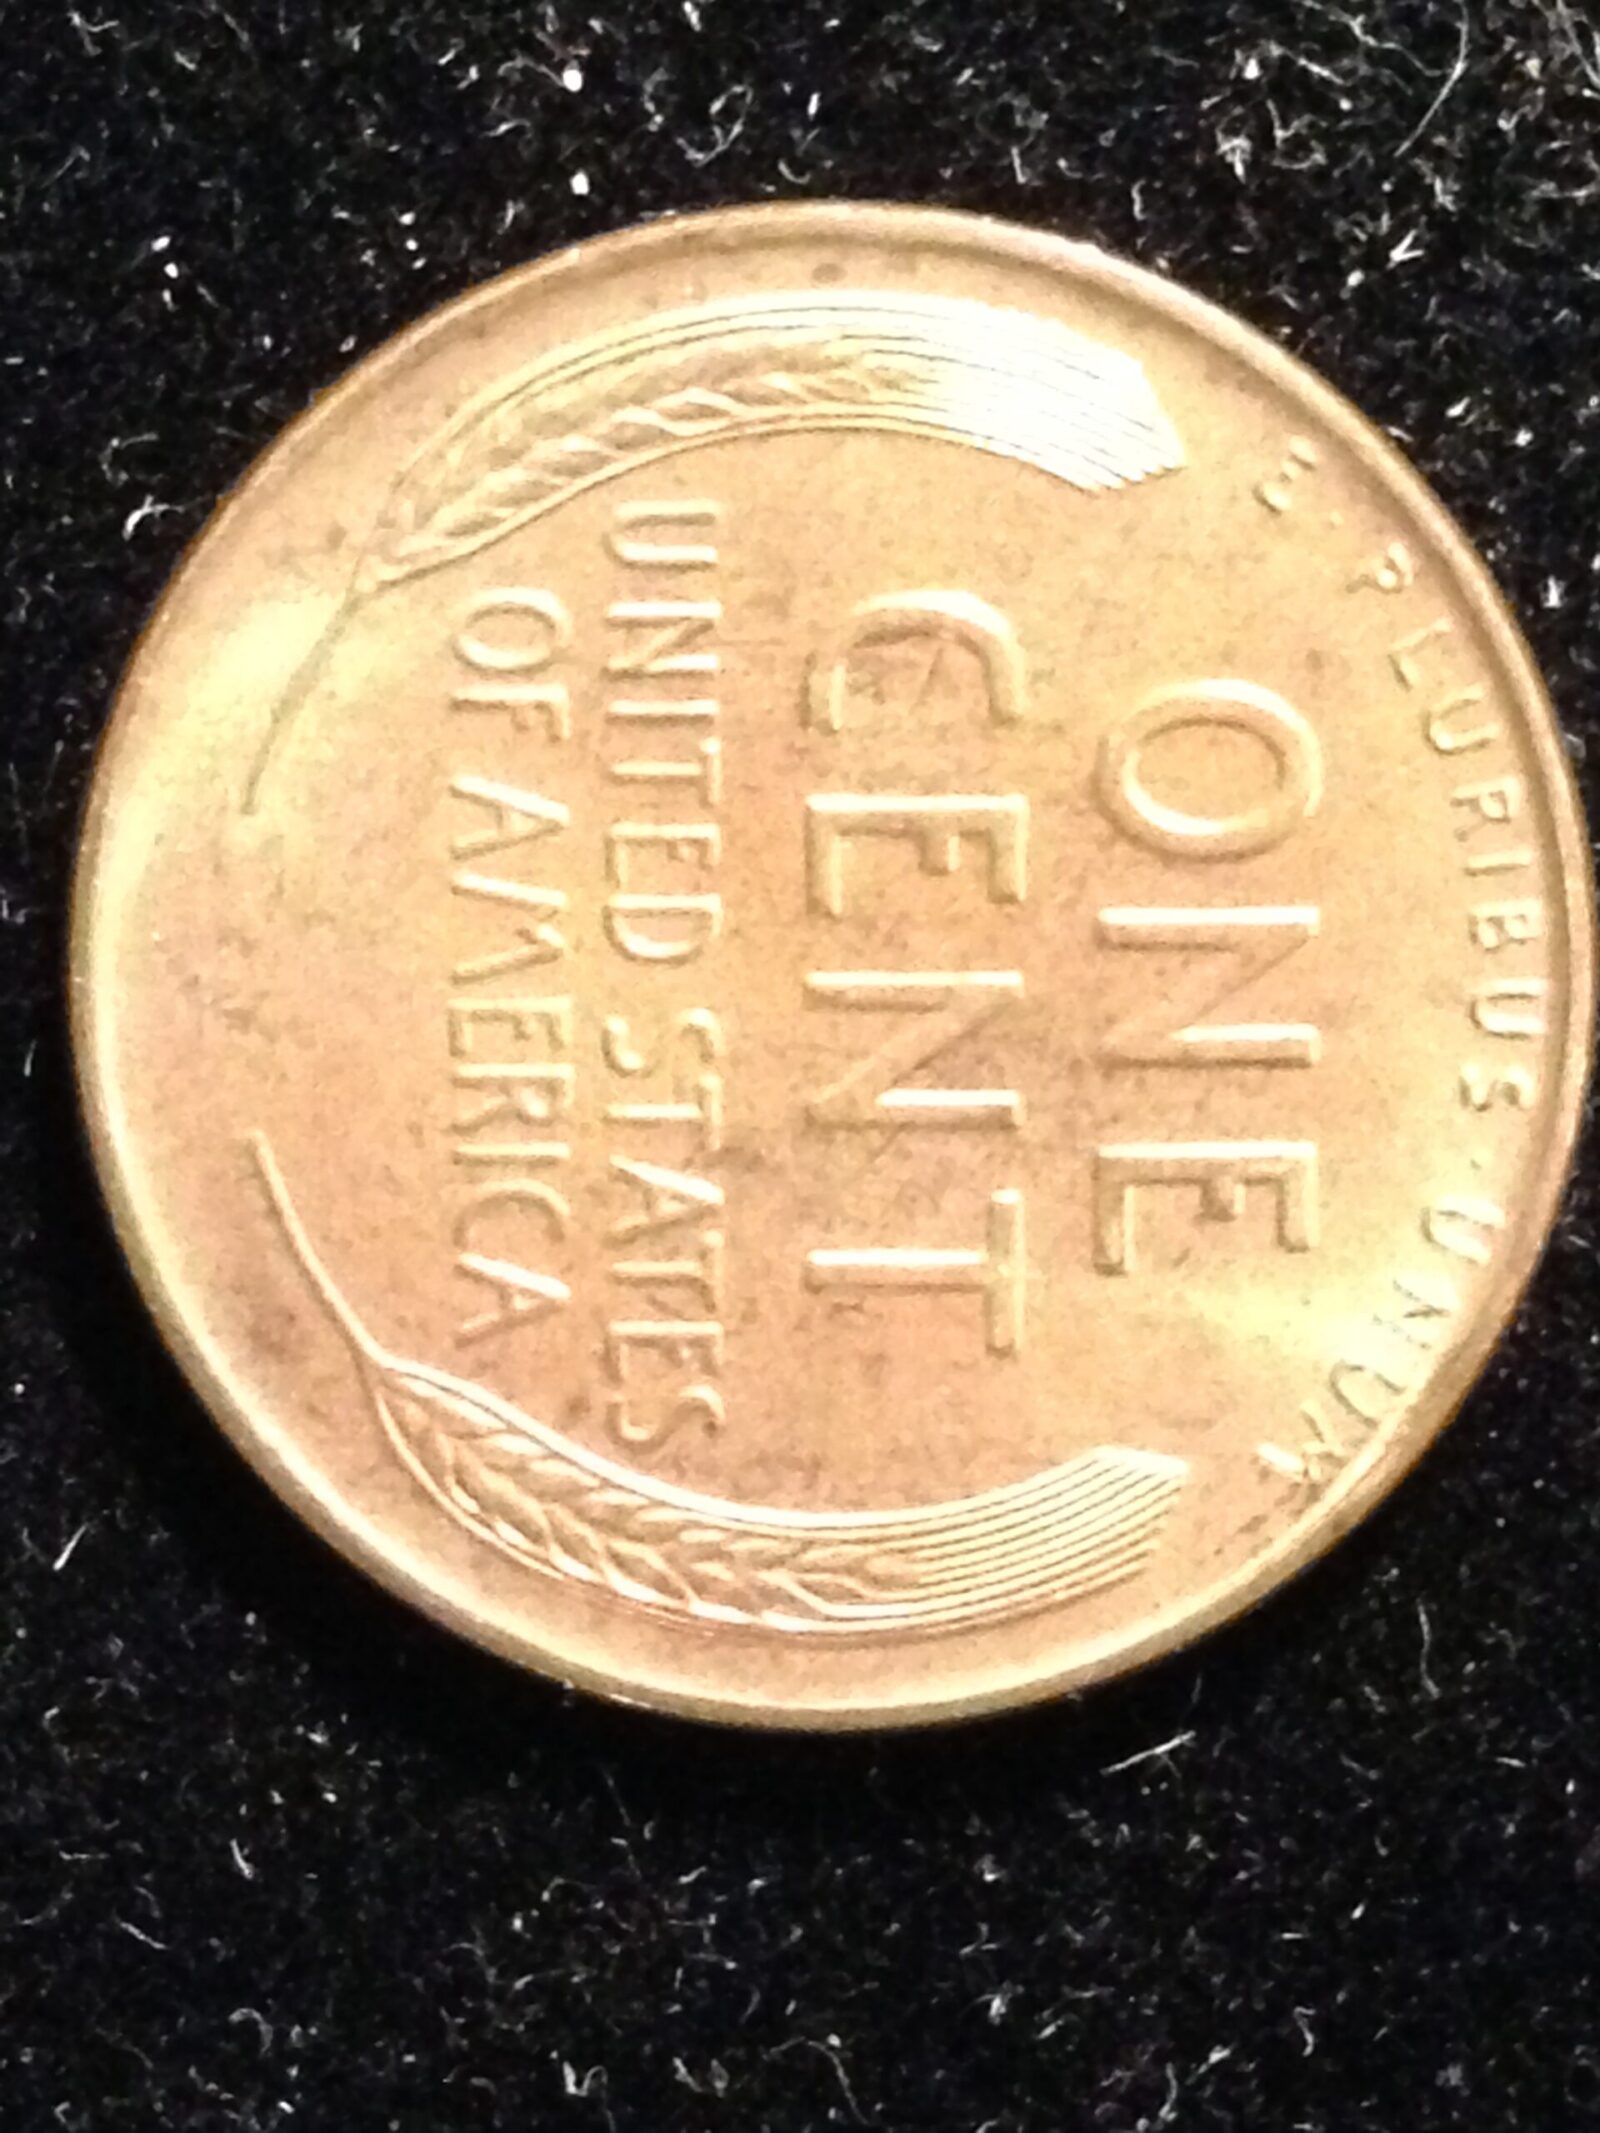 E·PLURIBUS·UNUM
ONE
CENT
UNITED STATES
OF AMERICA